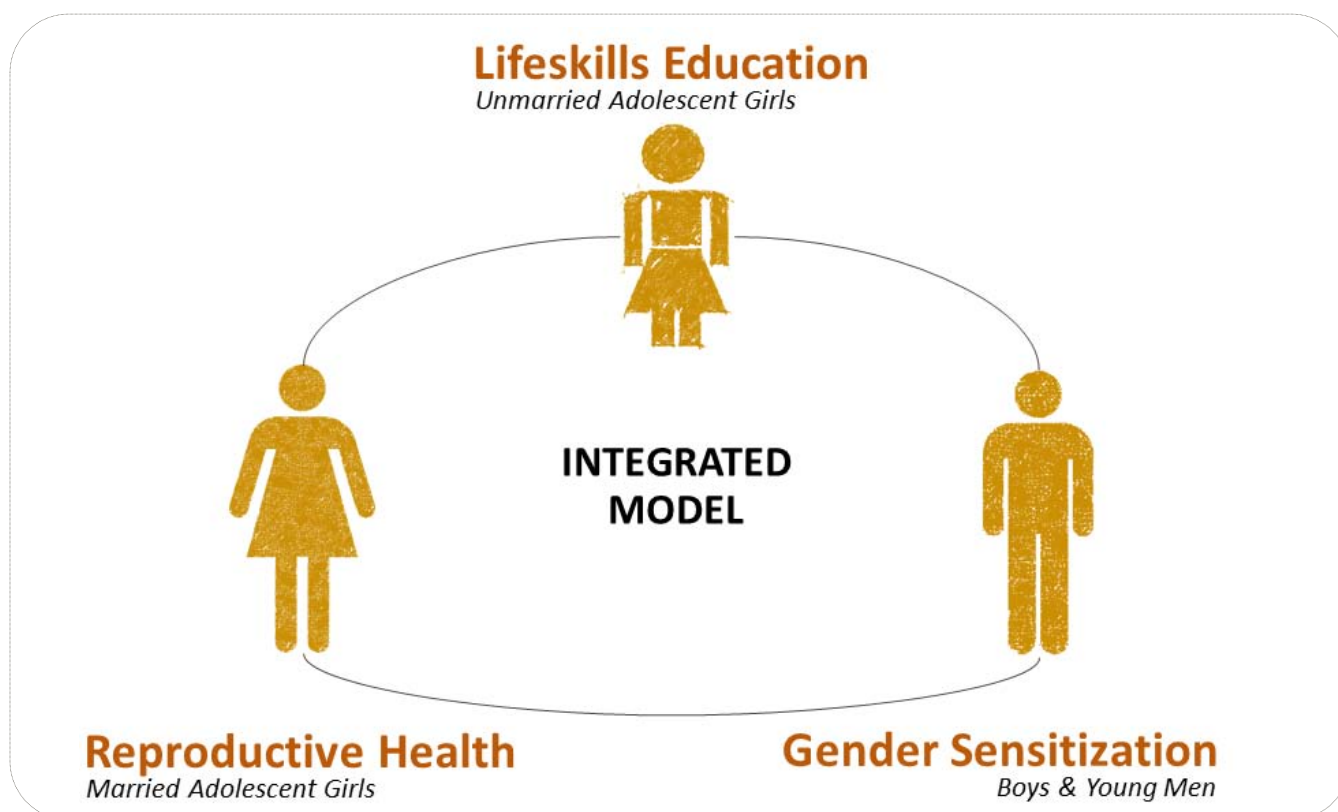 Lifeskills Education
Unmarried Adolescent Girls
INTEGRATED
MODEL
Reproductive Health
Married Adolescent Girls
Gender Sensitization
Boys & Young Men